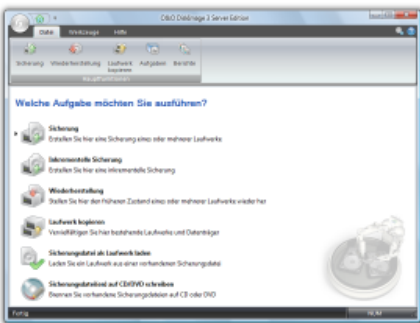 O&O DiskImage 3 Server Edition
Datei Werkzeuge Hilfe
Sicherung Wiederherstellung Laufwerk kopieren Aufgaben Berichte
Hauptfunktionen
Welche Aufgabe möchten Sie ausführen?
Sicherung
Erstellen Sie hier eine Sicherung eines oder mehrerer Laufwerke
Inkrementelle Sicherung
Erstellen Sie hier eine inkrementelle Sicherung
Wiederherstellung
Stellen Sie hier den früheren Zustand eines oder mehrerer Laufwerke wieder her
Laufwerk kopieren
Vervielfältigen Sie hier bestehende Laufwerke und Datenträger
Sicherungsdatei als Laufwerk laden
Laden Sie ein Laufwerk aus einer vorhandenen Sicherungsdatei
Sicherungsdatei(en) auf CD/DVD schreiben
Brennen Sie vorhandene Sicherungsdateien auf CD oder DVD
Fertig NUM